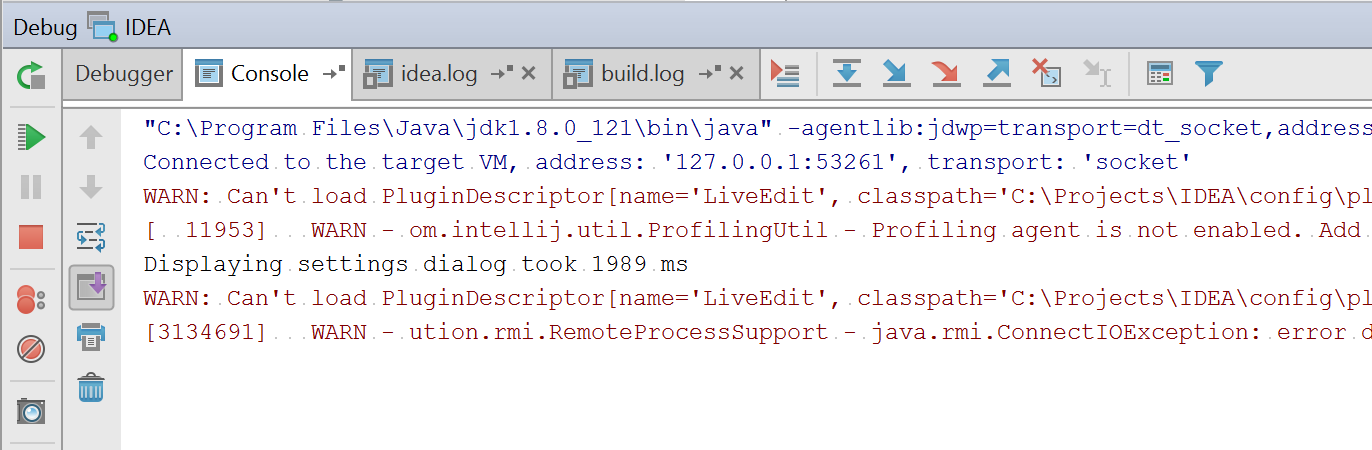 Debug IDEA
Debugger Console idea.log build.log
"C:\Program Files\Java\jdk1.8.0_121\bin\java" -agentlib:jdwp=transport=dt_socket,address
Connected to the target VM, address: '127.0.0.1:53261', transport: 'socket'
WARN: Can't load PluginDescriptor[name='LiveEdit', classpath='C:\Projects\IDEA\config\pl
[ 11953] WARN - om.intellij.util.ProfilingUtil - Profiling agent is not enabled. Add
Displaying settings dialog took 1989 ms
WARN: Can't load PluginDescriptor[name='LiveEdit', classpath='C:\Projects\IDEA\config\pl
[3134691] WARN - ution.rmi.RemoteProcessSupport - java.rmi.ConnectIOException: error d